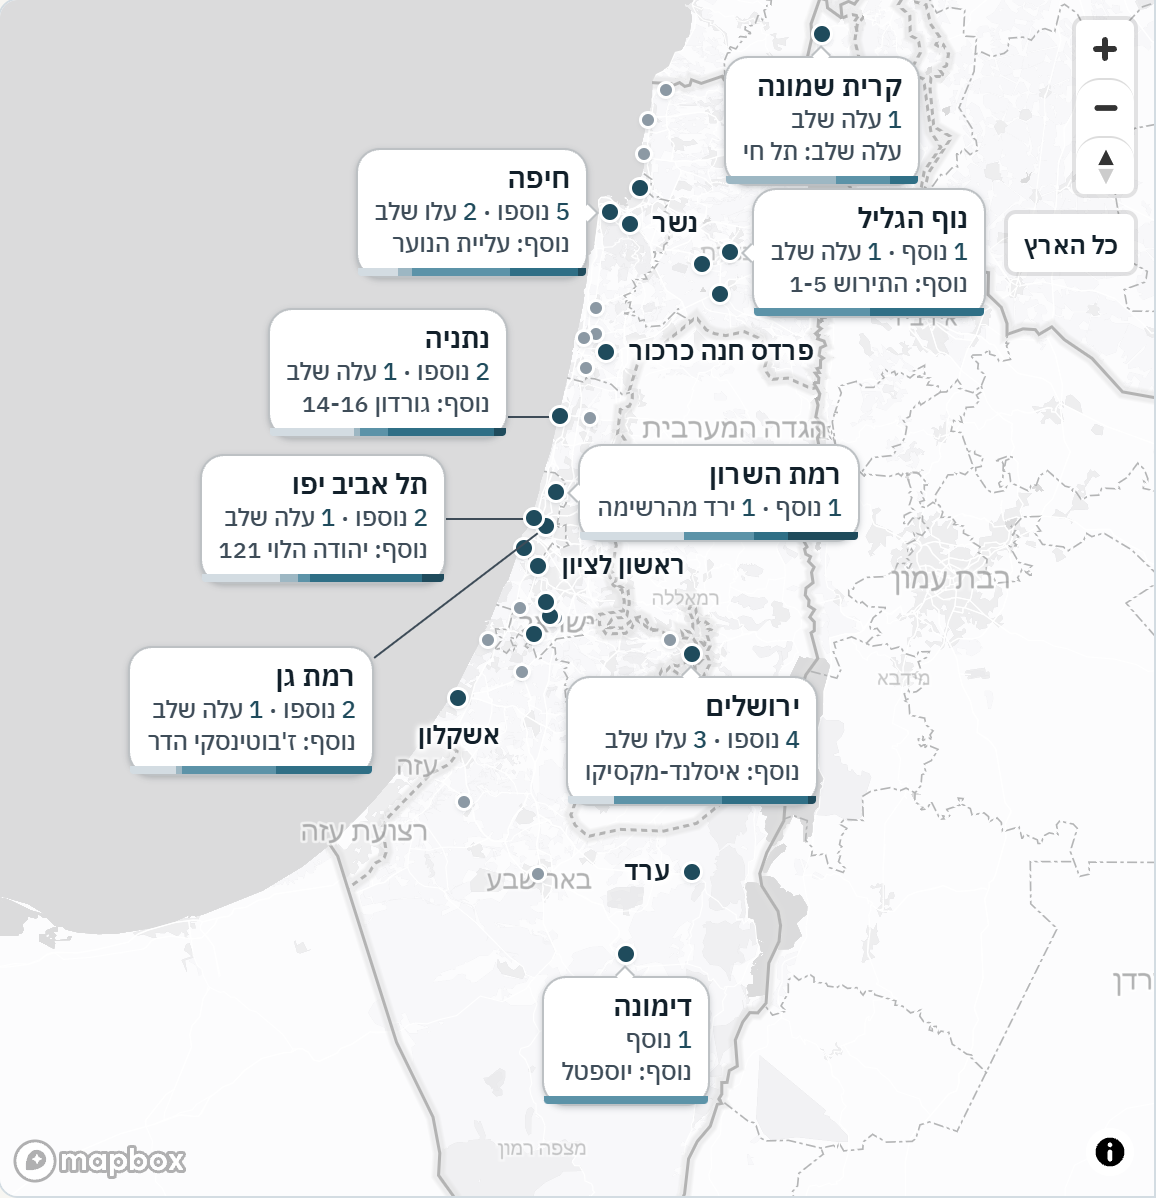 קרית שמונה
1 עלה שלב
עלה שלב: תל חי
חיפה
5 נוספו · 2 עלו שלב
נוסף: עליית הנוער
נשר
נוף הגליל
1 נוסף · 1 עלה שלב
נוסף: התירוש 1-5
כל הארץ
נתניה
2 נוספו · 1 עלה שלב
נוסף: גורדון 14-16
פרדס חנה כרכור
הגדה המערבית
רמת השרון
1 נוסף · 1 ירד מהרשימה
תל אביב יפו
2 נוספו · 1 עלה שלב
נוסף: יהודה הלוי 121
ראשון לציון
רבת עמון
רמאללה
ישראל
רמת גן
2 נוספו · 1 עלה שלב
נוסף: ז'בוטינסקי הדר
ירושלים
4 נוספו · 3 עלו שלב
נוסף: איסלנד-מקסיקו
מידבא
אשקלון
עזה
רצועת עזה
ערד
באר שבע
דימונה
1 נוסף
נוסף: יוספטל
רדן
מצפה רמון
mapbox